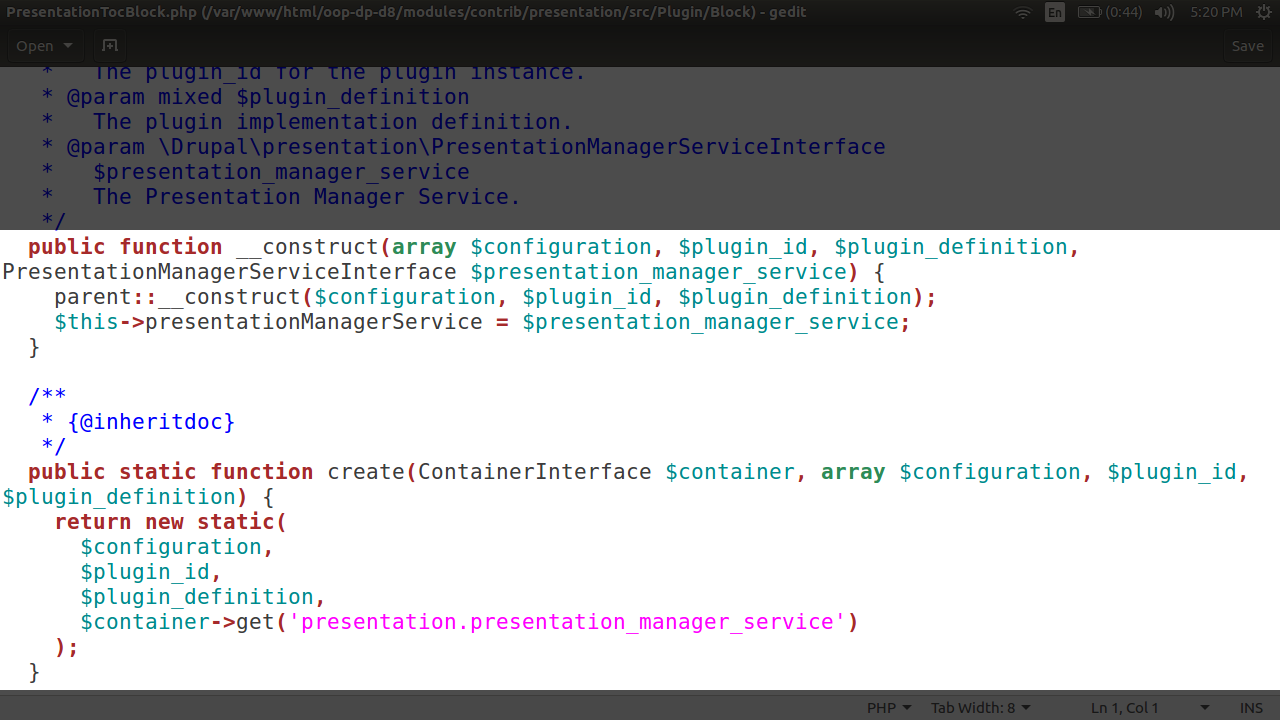 PresentationTocBlock.php (/var/www/html/oop-dp-d8/modules/contrib/presentation/src/Plugin/Block) - gedit En (0:44) 5:20 PM
Open Save
 *   The plugin_id for the plugin instance.
 * @param mixed $plugin_definition
 *   The plugin implementation definition.
 * @param \Drupal\presentation\PresentationManagerServiceInterface
 *   $presentation_manager_service
 *   The Presentation Manager Service.
 */
public function __construct(array $configuration, $plugin_id, $plugin_definition,
PresentationManagerServiceInterface $presentation_manager_service) {
    parent::__construct($configuration, $plugin_id, $plugin_definition);
    $this->presentationManagerService = $presentation_manager_service;
  }
  /**
   * {@inheritdoc}
   */
  public static function create(ContainerInterface $container, array $configuration, $plugin_id,
$plugin_definition) {
    return new static(
      $configuration,
      $plugin_id,
      $plugin_definition,
      $container->get('presentation.presentation_manager_service')
    );
  }
PHP Tab Width: 8 Ln 1, Col 1 INS